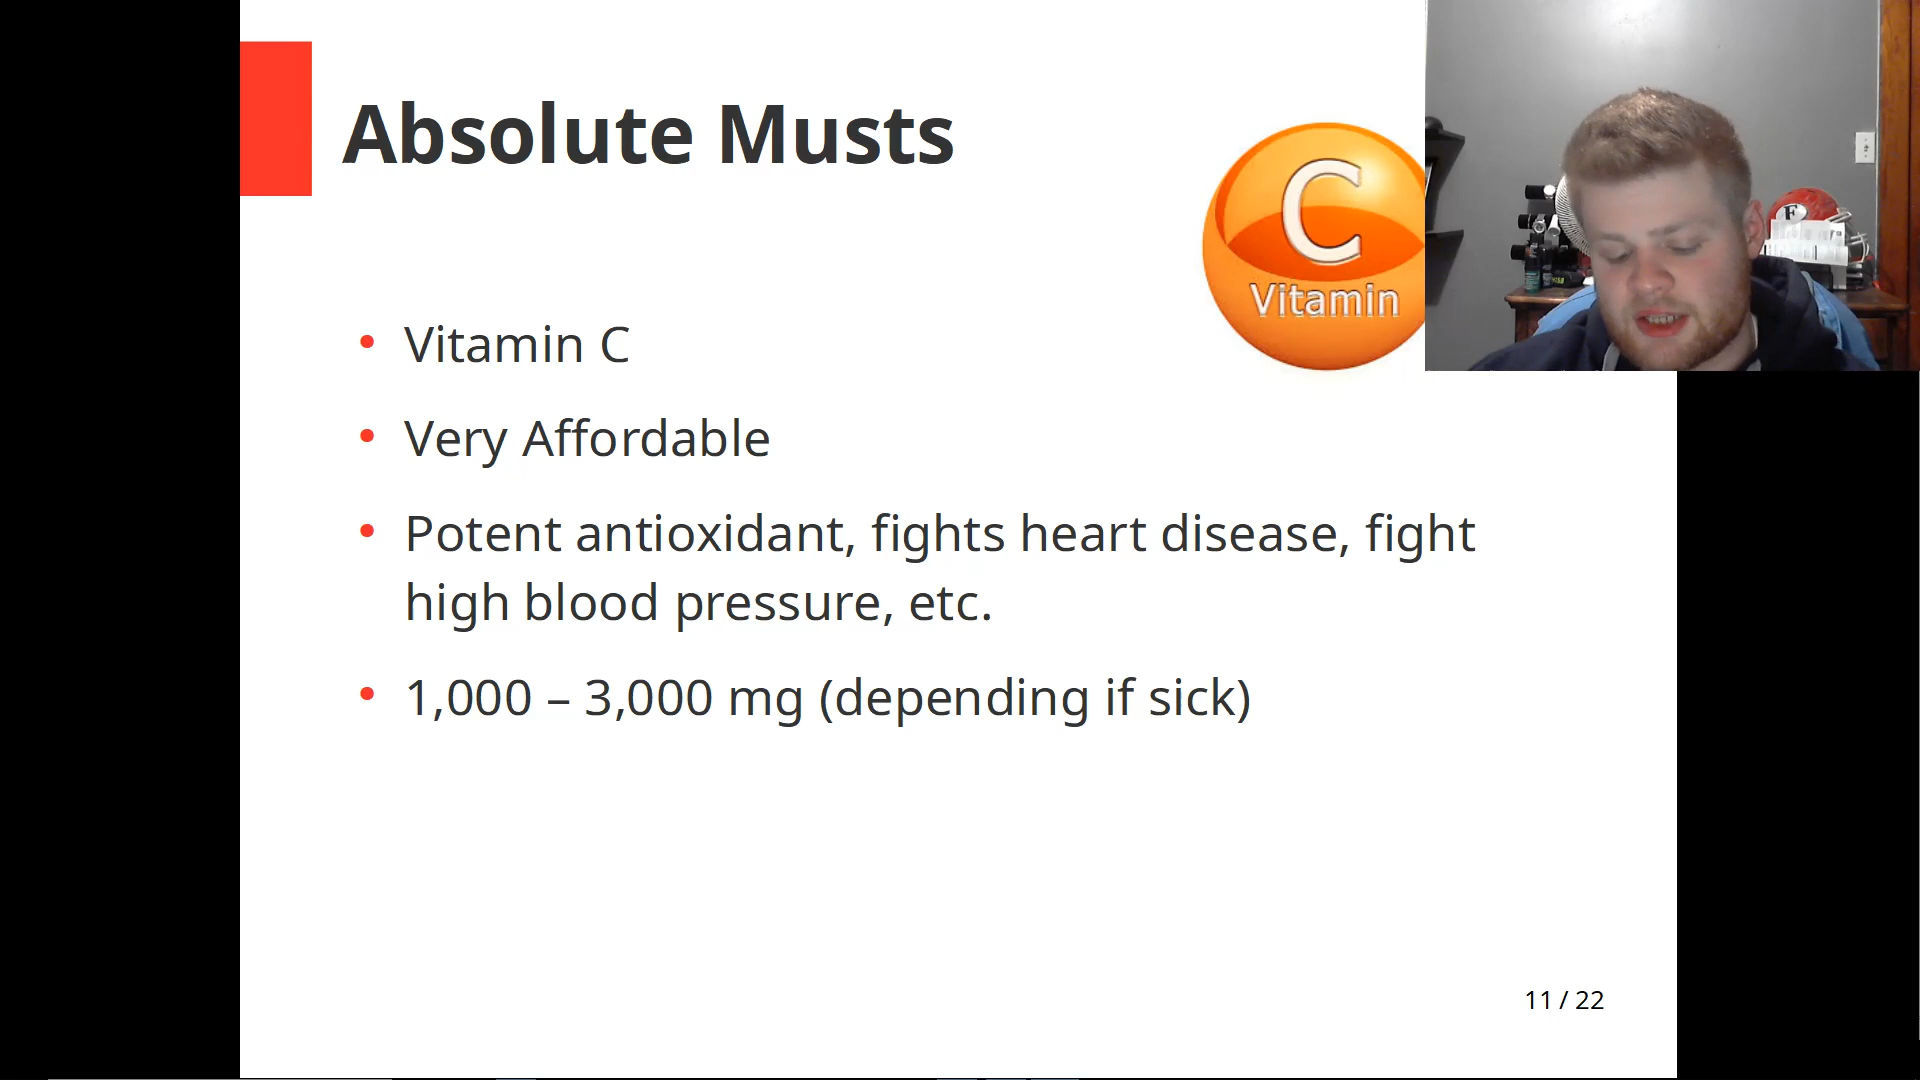 Absolute Musts
C
Vitamin
F
• Vitamin C
• Very Affordable
• Potent antioxidant, fights heart disease, fight
high blood pressure, etc.
• 1,000 – 3,000 mg (depending if sick)
11 / 22